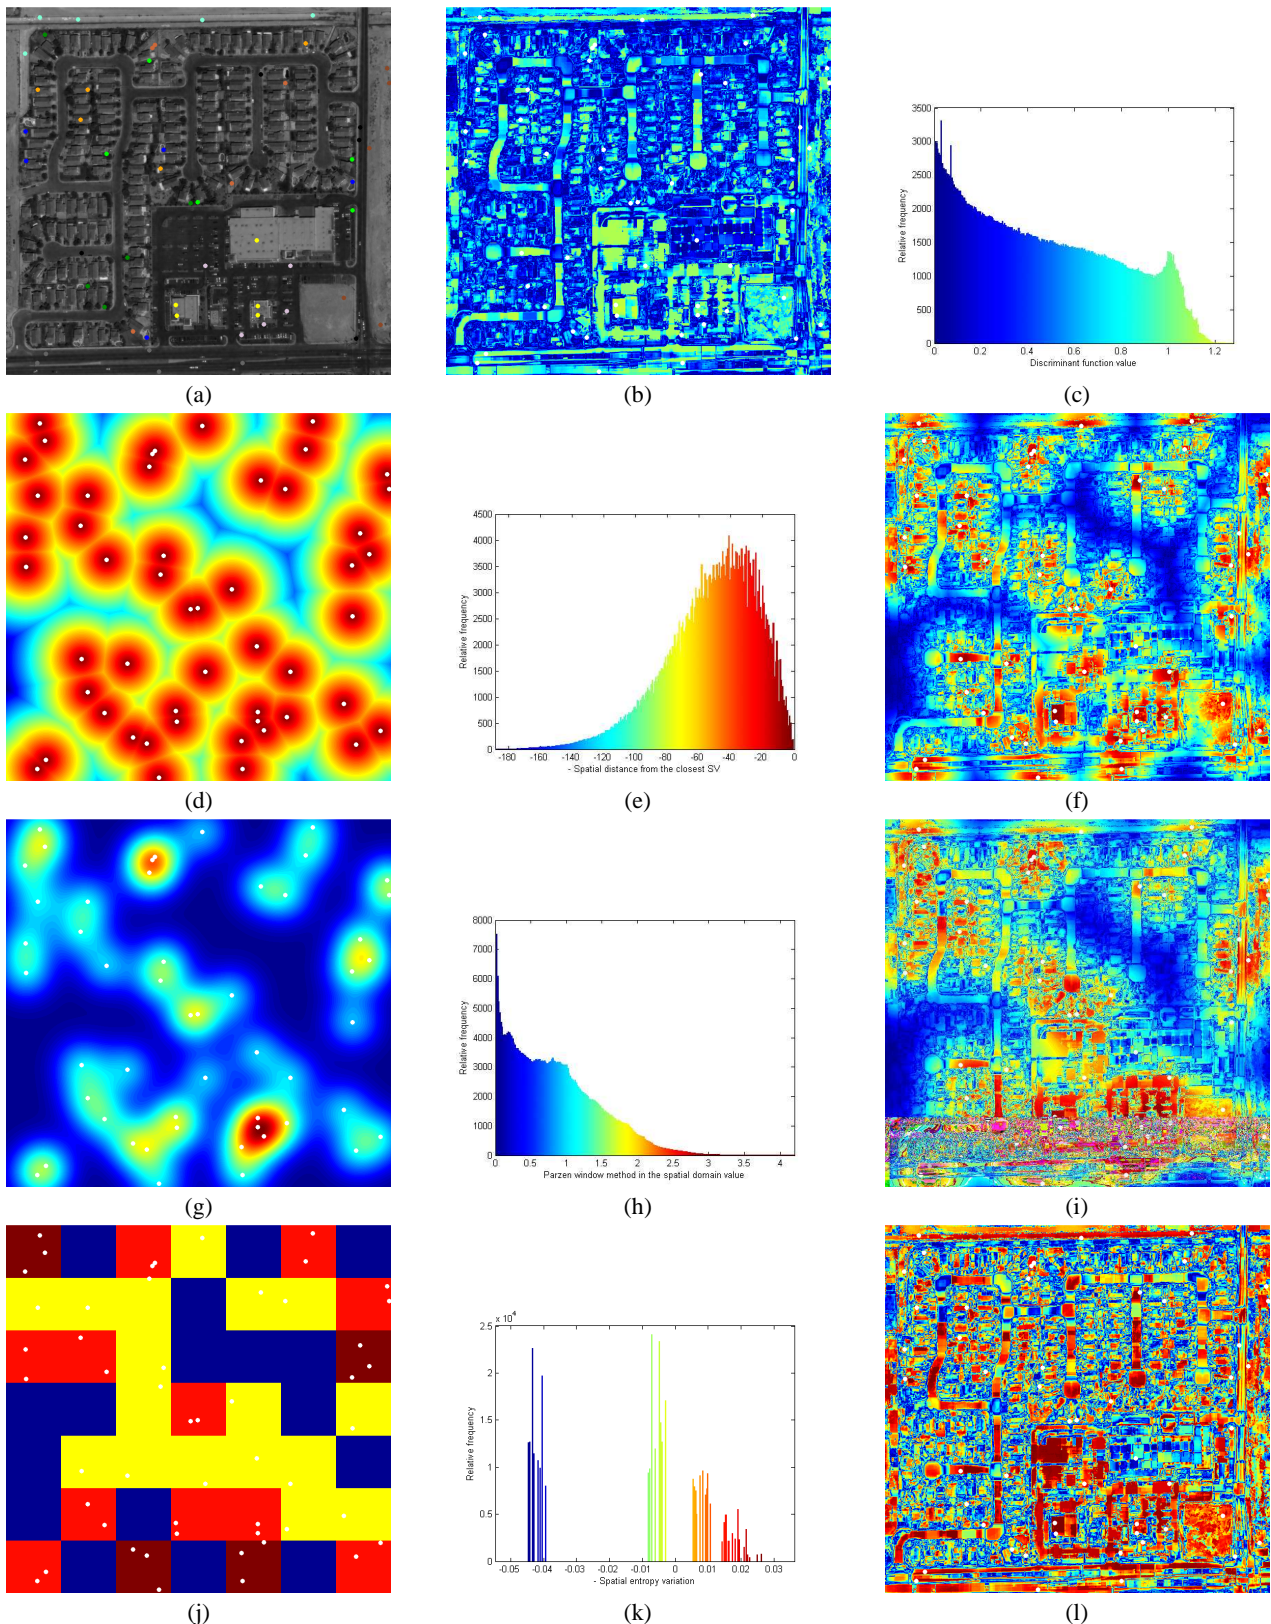 (a)
(b)
3500
3000
2500
2000
1500
1000
500
0
Relative frequency
0 0.2 0.4 0.6 0.8 1 1.2
Discriminant function value
(c)
(d)
4500
4000
3500
3000
2500
2000
1500
1000
500
0
Relative frequency
-180 -160 -140 -120 -100 -80 -60 -40 -20 0
- Spatial distance from the closest SV
(e)
(f)
(g)
8000
7000
6000
5000
4000
3000
2000
1000
0
Relative frequency
0 0.5 1 1.5 2 2.5 3 3.5 4
Parzen window method in the spatial domain value
(h)
(i)
(j)
x 10^4
2.5
2
1.5
1
0.5
0
Relative frequency
-0.05 -0.04 -0.03 -0.02 -0.01 0 0.01 0.02 0.03
- Spatial entropy variation
(k)
(l)